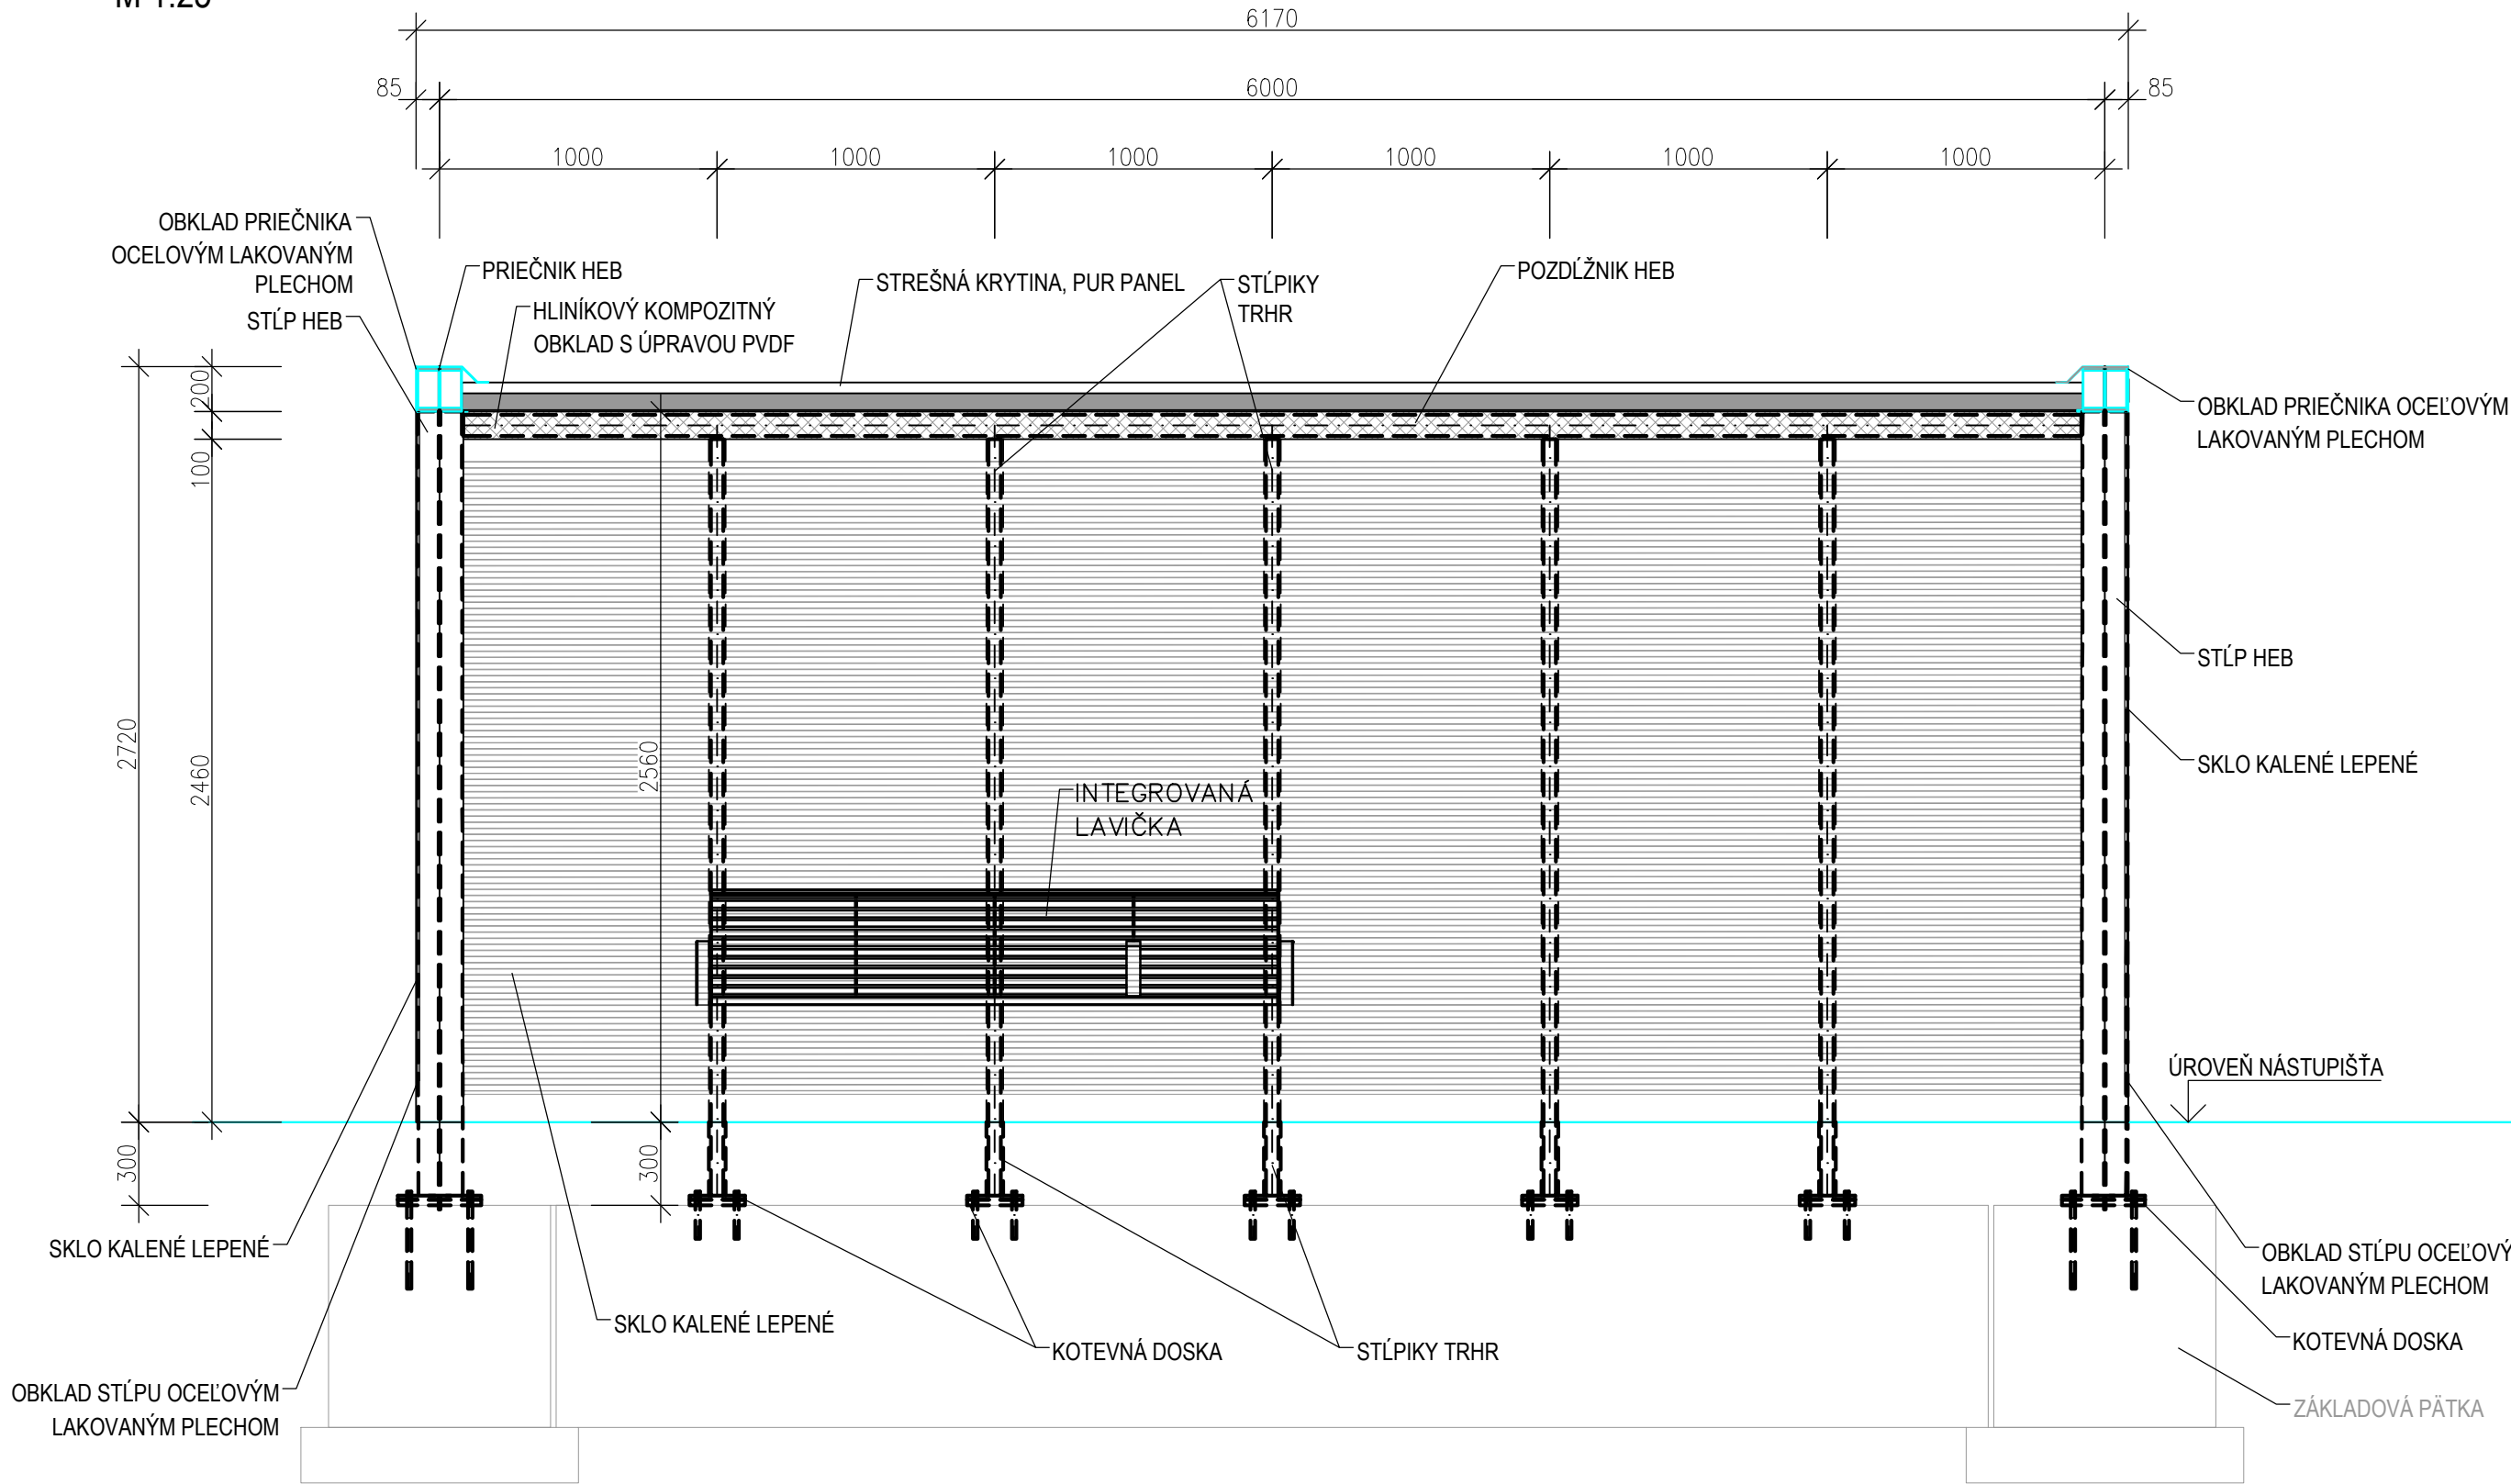 6170
85
6000
85
1000
1000
1000
1000
1000
1000
OBKLAD PRIEČNIKA
OCELOVÝM LAKOVANÝM
PLECHOM
STĹP HEB
PRIEČNIK HEB
HLINÍKOVÝ KOMPOZITNÝ
OBKLAD S ÚPRAVOU PVDF
STREŠNÁ KRYTINA, PUR PANEL
STĹPIKY
TRHR
POZDĹŽNIK HEB
OBKLAD PRIEČNIKA OCEĽOVÝM
LAKOVANÝM PLECHOM
200
100
2720
2460
2560
300
300
INTEGROVANÁ
LAVIČKA
STĹP HEB
SKLO KALENÉ LEPENÉ
ÚROVEŇ NÁSTUPIŠŤA
SKLO KALENÉ LEPENÉ
SKLO KALENÉ LEPENÉ
KOTEVNÁ DOSKA
STĹPIKY TRHR
OBKLAD STĹPU OCEĽOVÝ
LAKOVANÝM PLECHOM
KOTEVNÁ DOSKA
ZÁKLADOVÁ PÄTKA
OBKLAD STĹPU OCEĽOVÝM
LAKOVANÝM PLECHOM